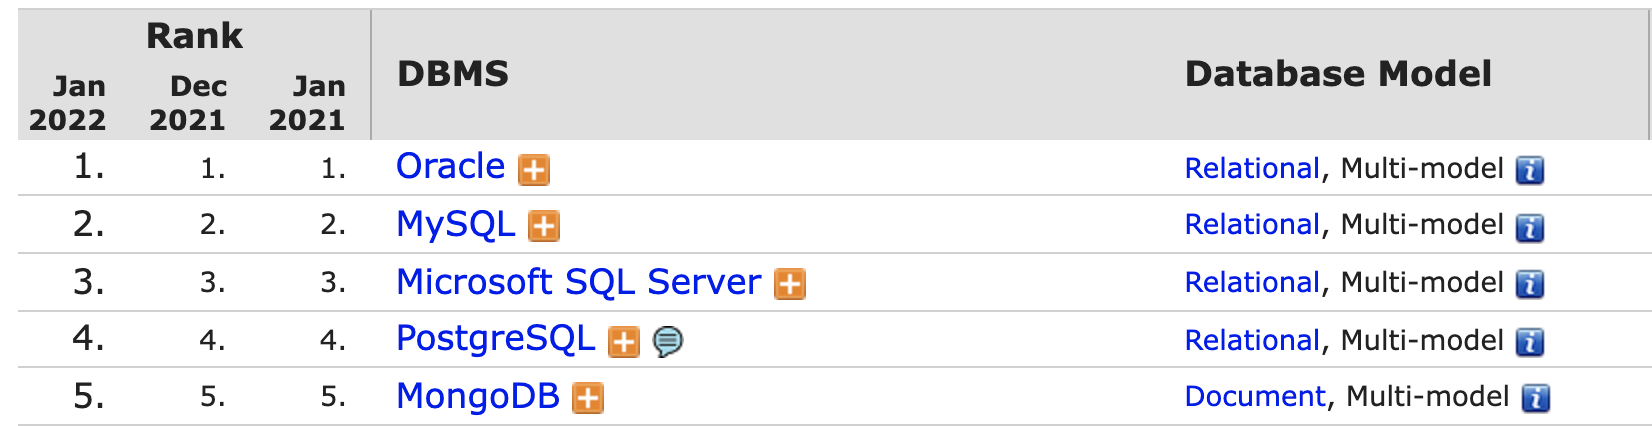 Rank DBMS Database Model
Jan 2022 Dec 2021 Jan 2021
1. 1. 1. Oracle Relational, Multi-model
2. 2. 2. MySQL Relational, Multi-model
3. 3. 3. Microsoft SQL Server Relational, Multi-model
4. 4. 4. PostgreSQL Relational, Multi-model
5. 5. 5. MongoDB Document, Multi-model